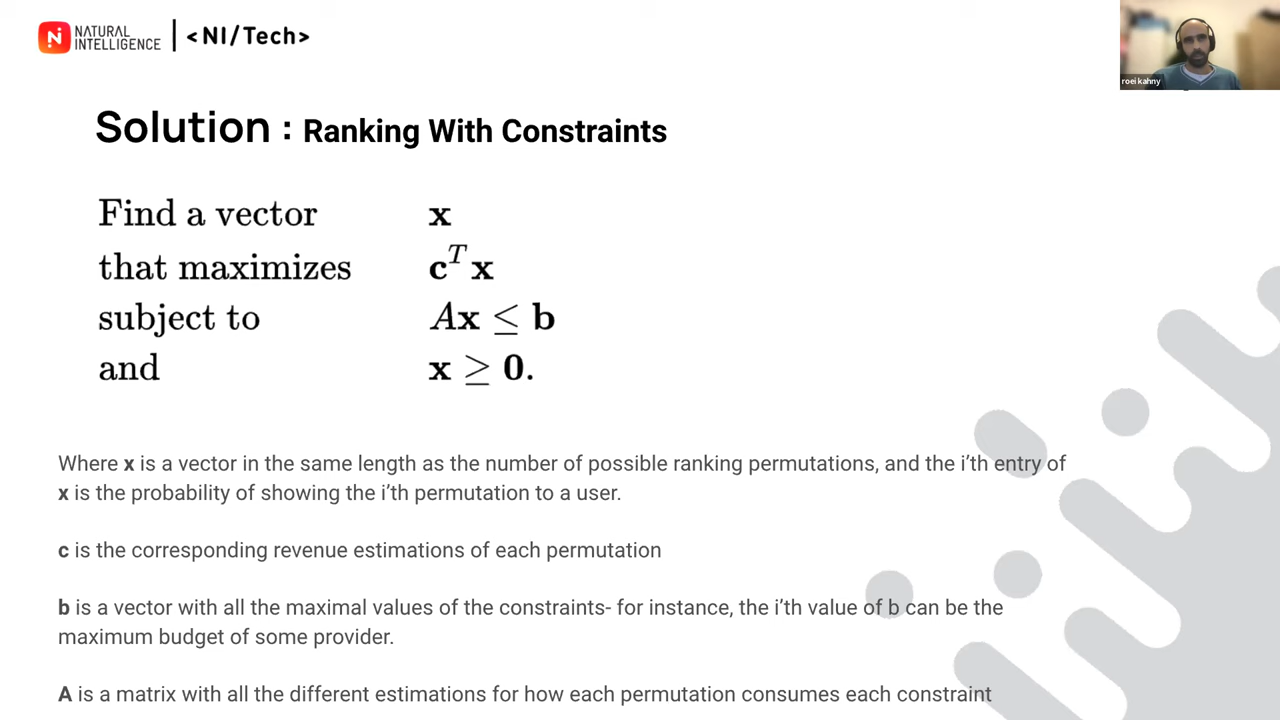 NATURAL
INTELLIGENCE
<NI/Tech>
roei kahny
Solution : Ranking With Constraints
Find a vector x
that maximizes c^T x
subject to Ax ≤ b
and x ≥ 0.
Where x is a vector in the same length as the number of possible ranking permutations, and the i’th entry of
x is the probability of showing the i’th permutation to a user.
c is the corresponding revenue estimations of each permutation
b is a vector with all the maximal values of the constraints- for instance, the i’th value of b can be the
maximum budget of some provider.
A is a matrix with all the different estimations for how each permutation consumes each constraint